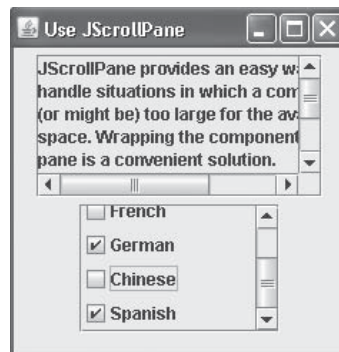 Use JScrollPane
JScrollPane provides an easy wa
handle situations in which a com
(or might be) too large for the av
space. Wrapping the component
pane is a convenient solution.
French
German
Chinese
Spanish